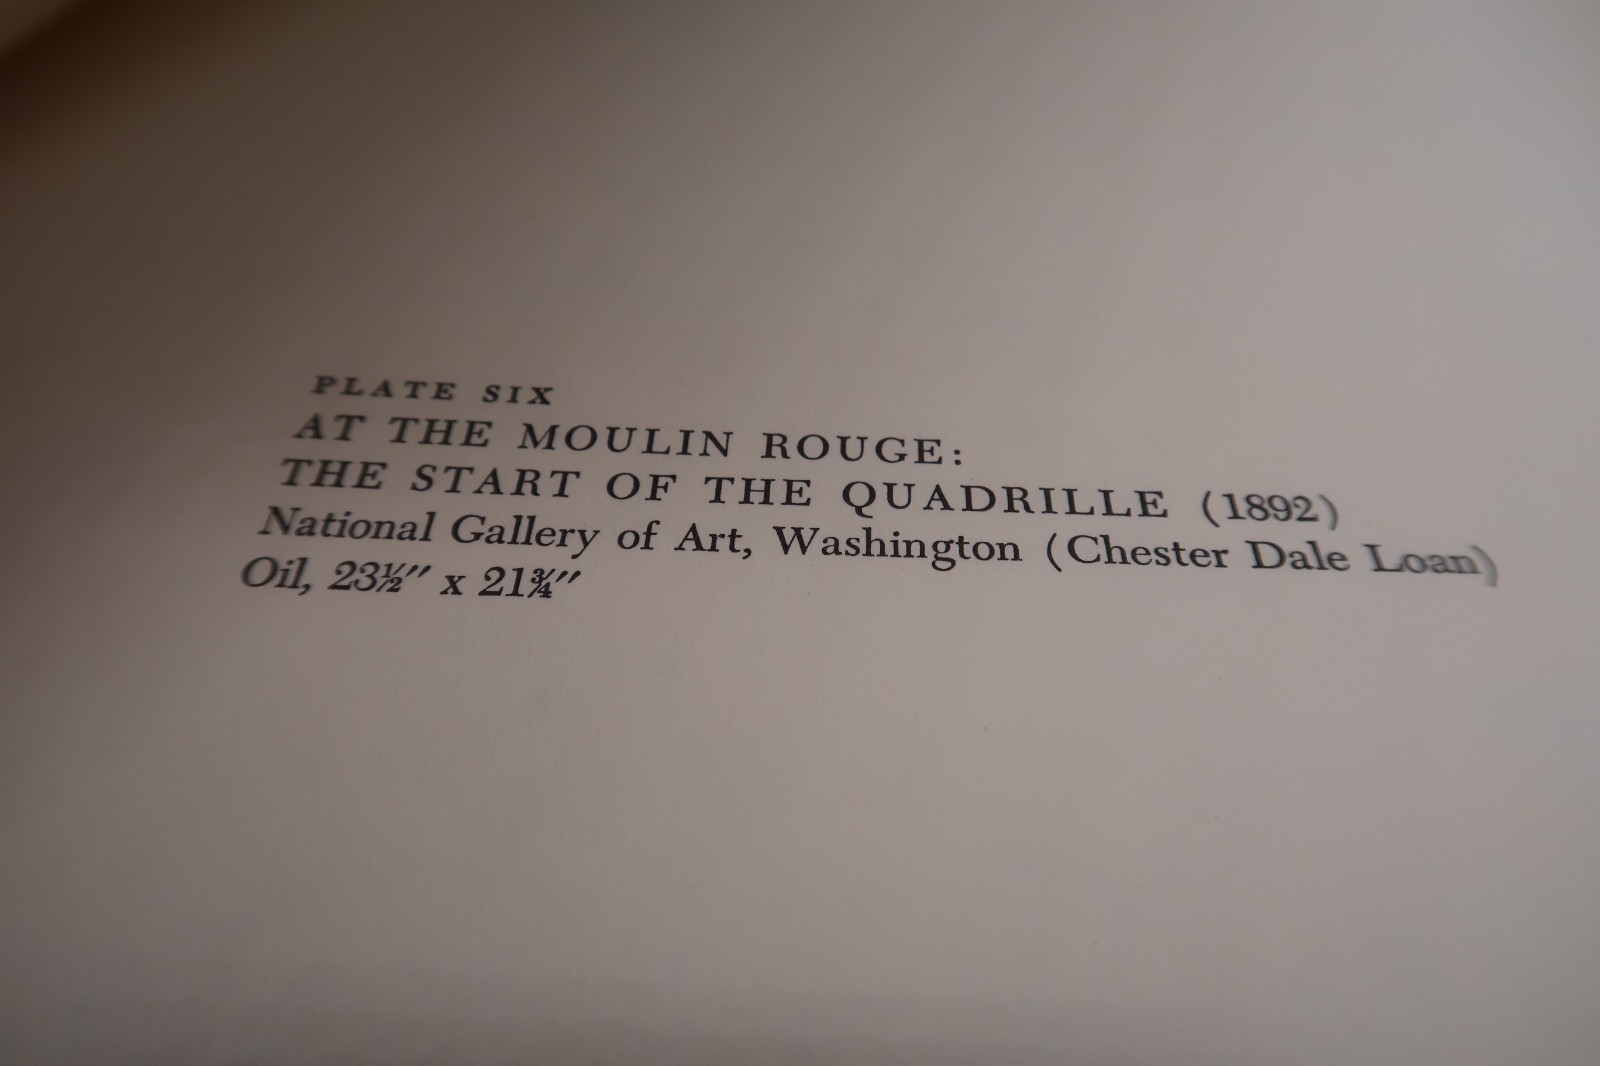 PLATE SIX
AT THE MOULIN ROUGE:
THE START OF THE QUADRILLE (1892)
National Gallery of Art, Washington (Chester Dale Loan)
Oil, 23½" x 21¾"